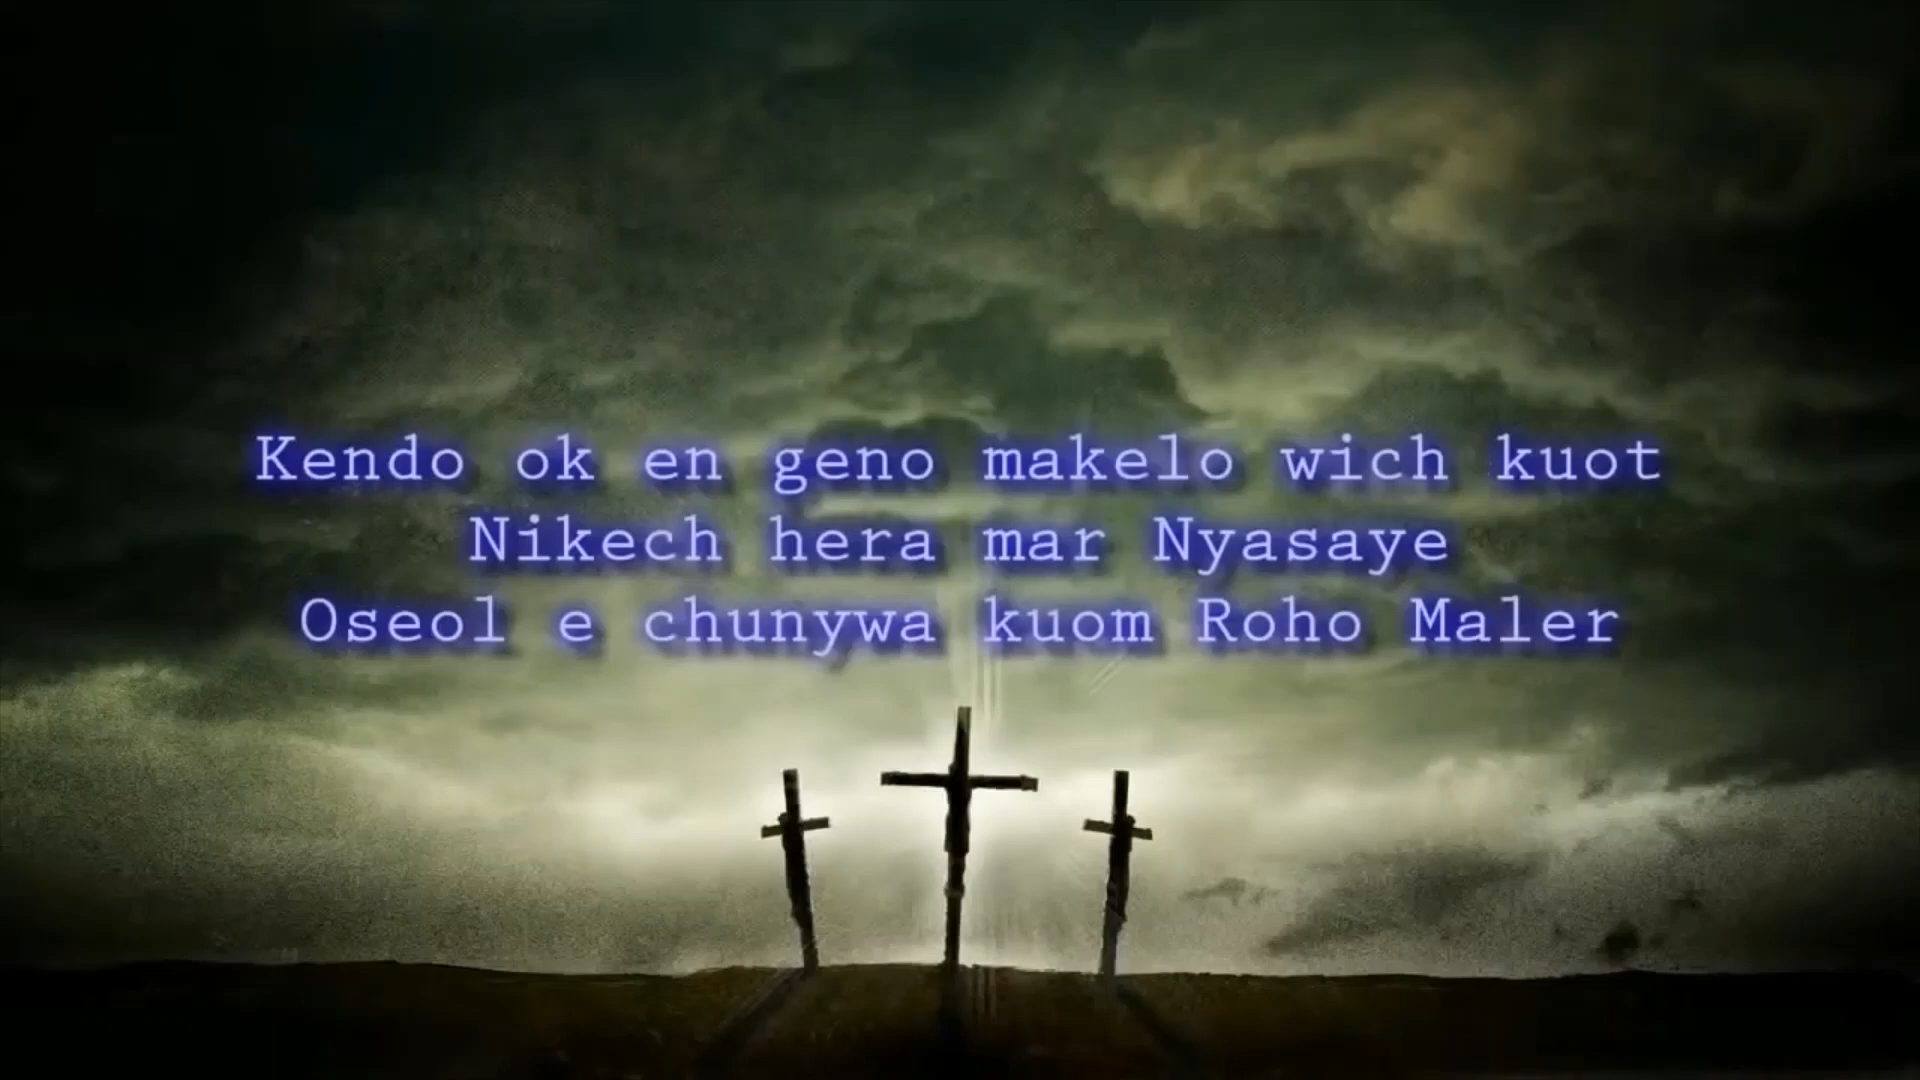 Kendo ok en geno makelo wich kuot
Nikech hera mar Nyasaye
Oseol e chunywa kuom Roho Maler